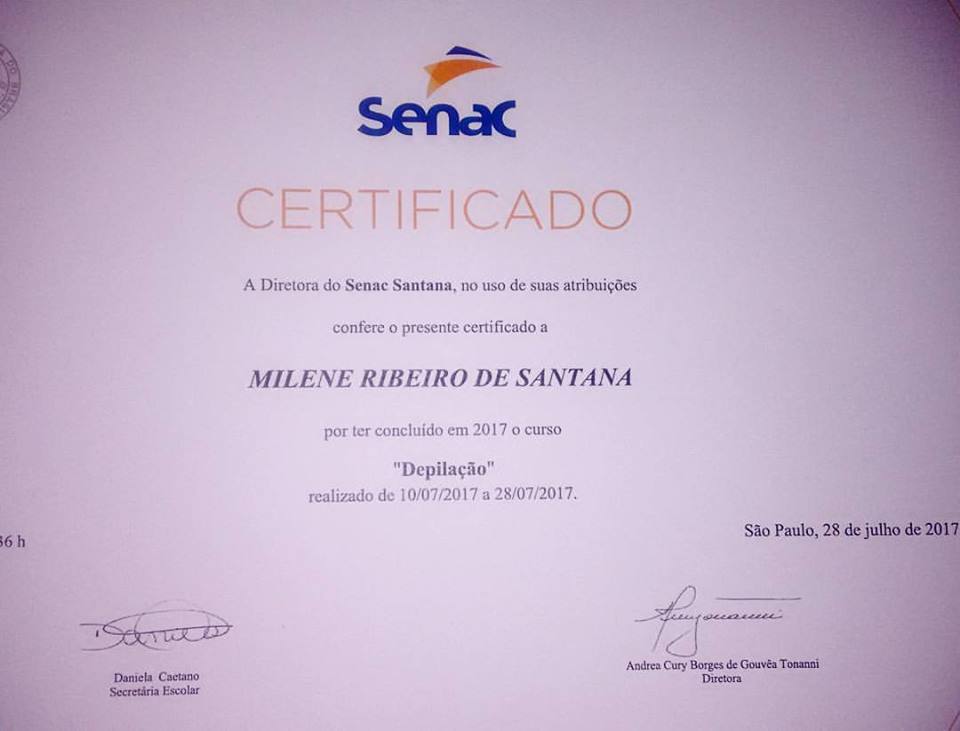 Senac
CERTIFICADO
A Diretora do Senac Santana, no uso de suas atribuições
confere o presente certificado a
MILENE RIBEIRO DE SANTANA
por ter concluído em 2017 o curso
"Depilação"
realizado de 10/07/2017 a 28/07/2017.
36 h
São Paulo, 28 de julho de 2017
Daniela Caetano
Secretária Escolar
Andrea Cury Borges de Gouvêa Tonanni
Diretora